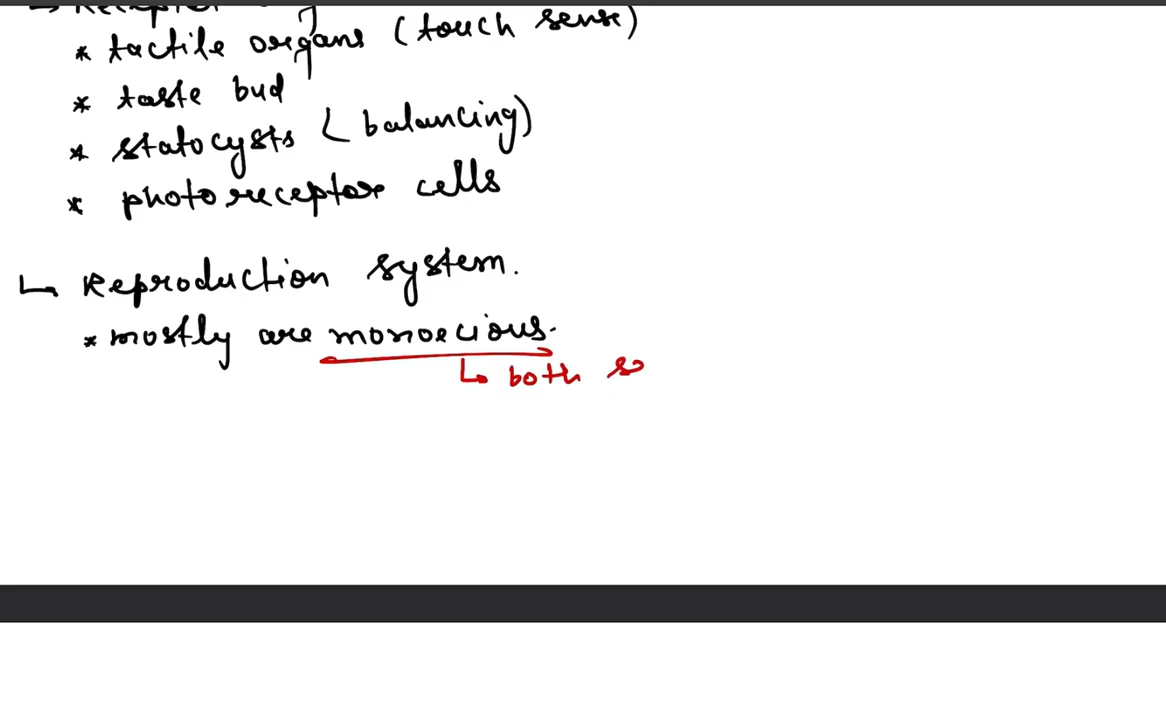 * tactile organs (touch sense)
* taste bud
* statocysts (balancing)
* photoreceptor cells
↳ Reproduction system.
* mostly are monoecious.
↳ both